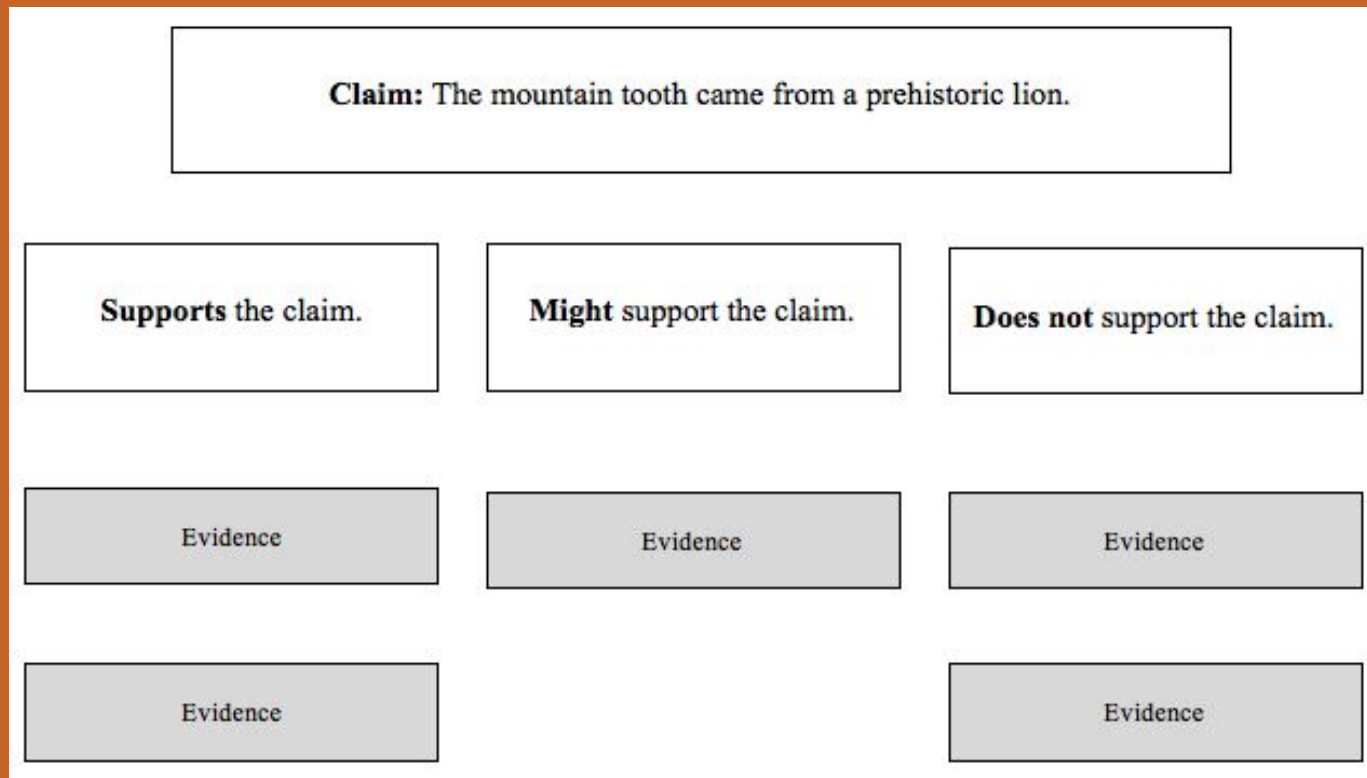 Claim: The mountain tooth came from a prehistoric lion.
Supports the claim.
Might support the claim.
Does not support the claim.
Evidence
Evidence
Evidence
Evidence
Evidence